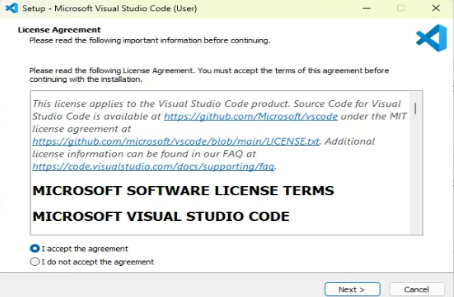 Setup - Microsoft Visual Studio Code (User)
License Agreement
Please read the following important information before continuing.
Please read the following License Agreement. You must accept the terms of this agreement before
continuing with the installation.
This license applies to the Visual Studio Code product. Source Code for Visual
Studio Code is available at https://github.com/Microsoft/vscode under the MIT
license agreement at
https://github.com/microsoft/vscode/blob/main/LICENSE.txt. Additional
license information can be found in our FAQ at
https://code.visualstudio.com/docs/supporting/faq.
MICROSOFT SOFTWARE LICENSE TERMS
MICROSOFT VISUAL STUDIO CODE
I accept the agreement
I do not accept the agreement
Next >
Cancel